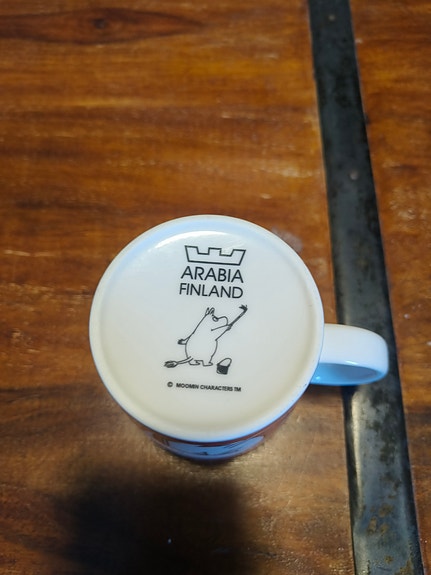 ARABIA
FINLAND
© MOOMIN CHARACTERS TM